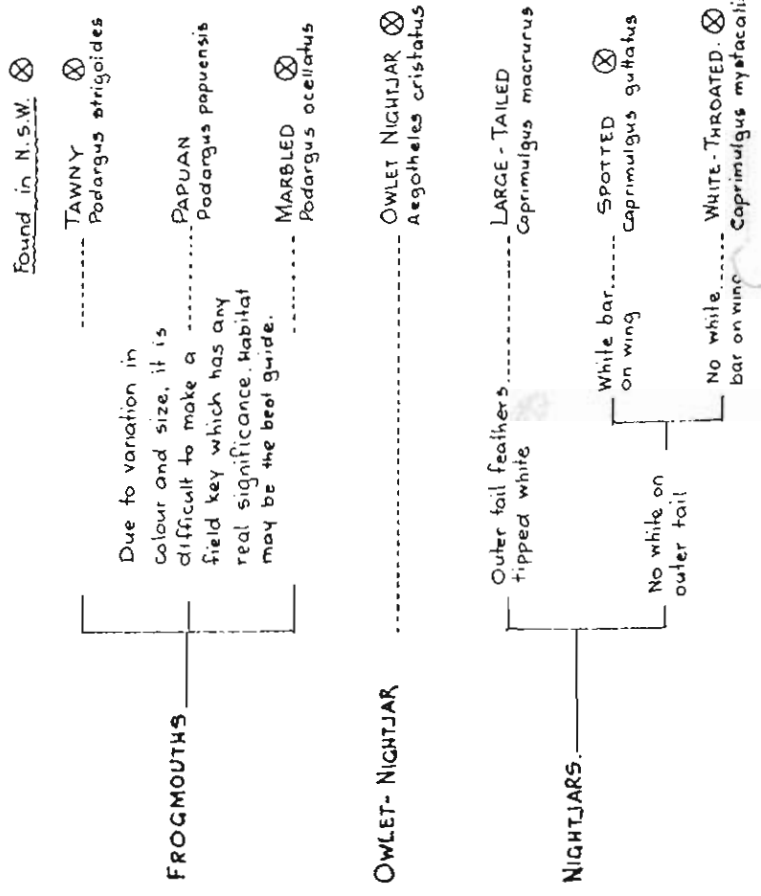 Found in N.S.W. ⊗
FROGMOUTHS
Due to variation in
colour and size, it is
difficult to make a
field key which has any
real significance. Habitat
may be the best guide.
TAWNY ⊗
Podargus strigoides
PAPUAN
Podargus papuensis
MARBLED ⊗
Podargus ocellatus
OWLET-NIGHTJAR
OWLET NIGHTJAR ⊗
Aegotheles cristatus
NIGHTJARS.
Outer tail feathers
tipped white
LARGE-TAILED
Caprimulgus macrurus
No white on
outer tail
White bar
on wing
SPOTTED ⊗
Caprimulgus guttatus
No white
bar on wing
WHITE-THROATED. ⊗
Caprimulgus